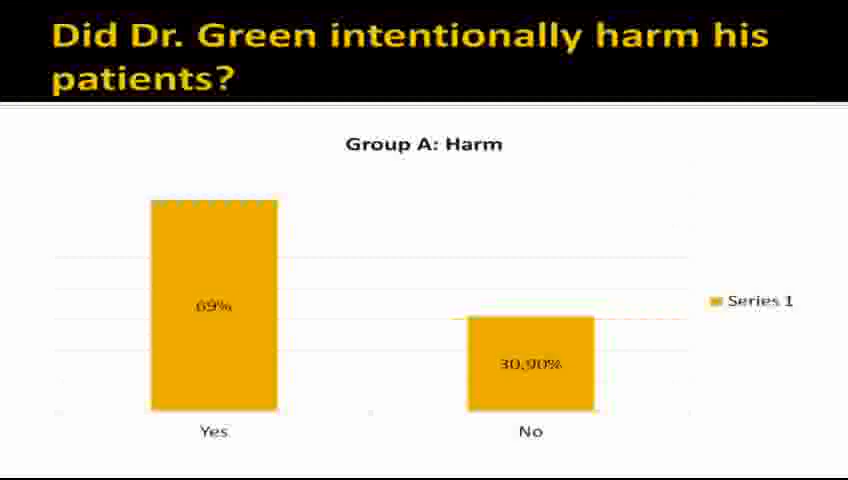 Did Dr. Green intentionally harm his
patients?
Group A: Harm
69%
30,90%
Series 1
Yes
No